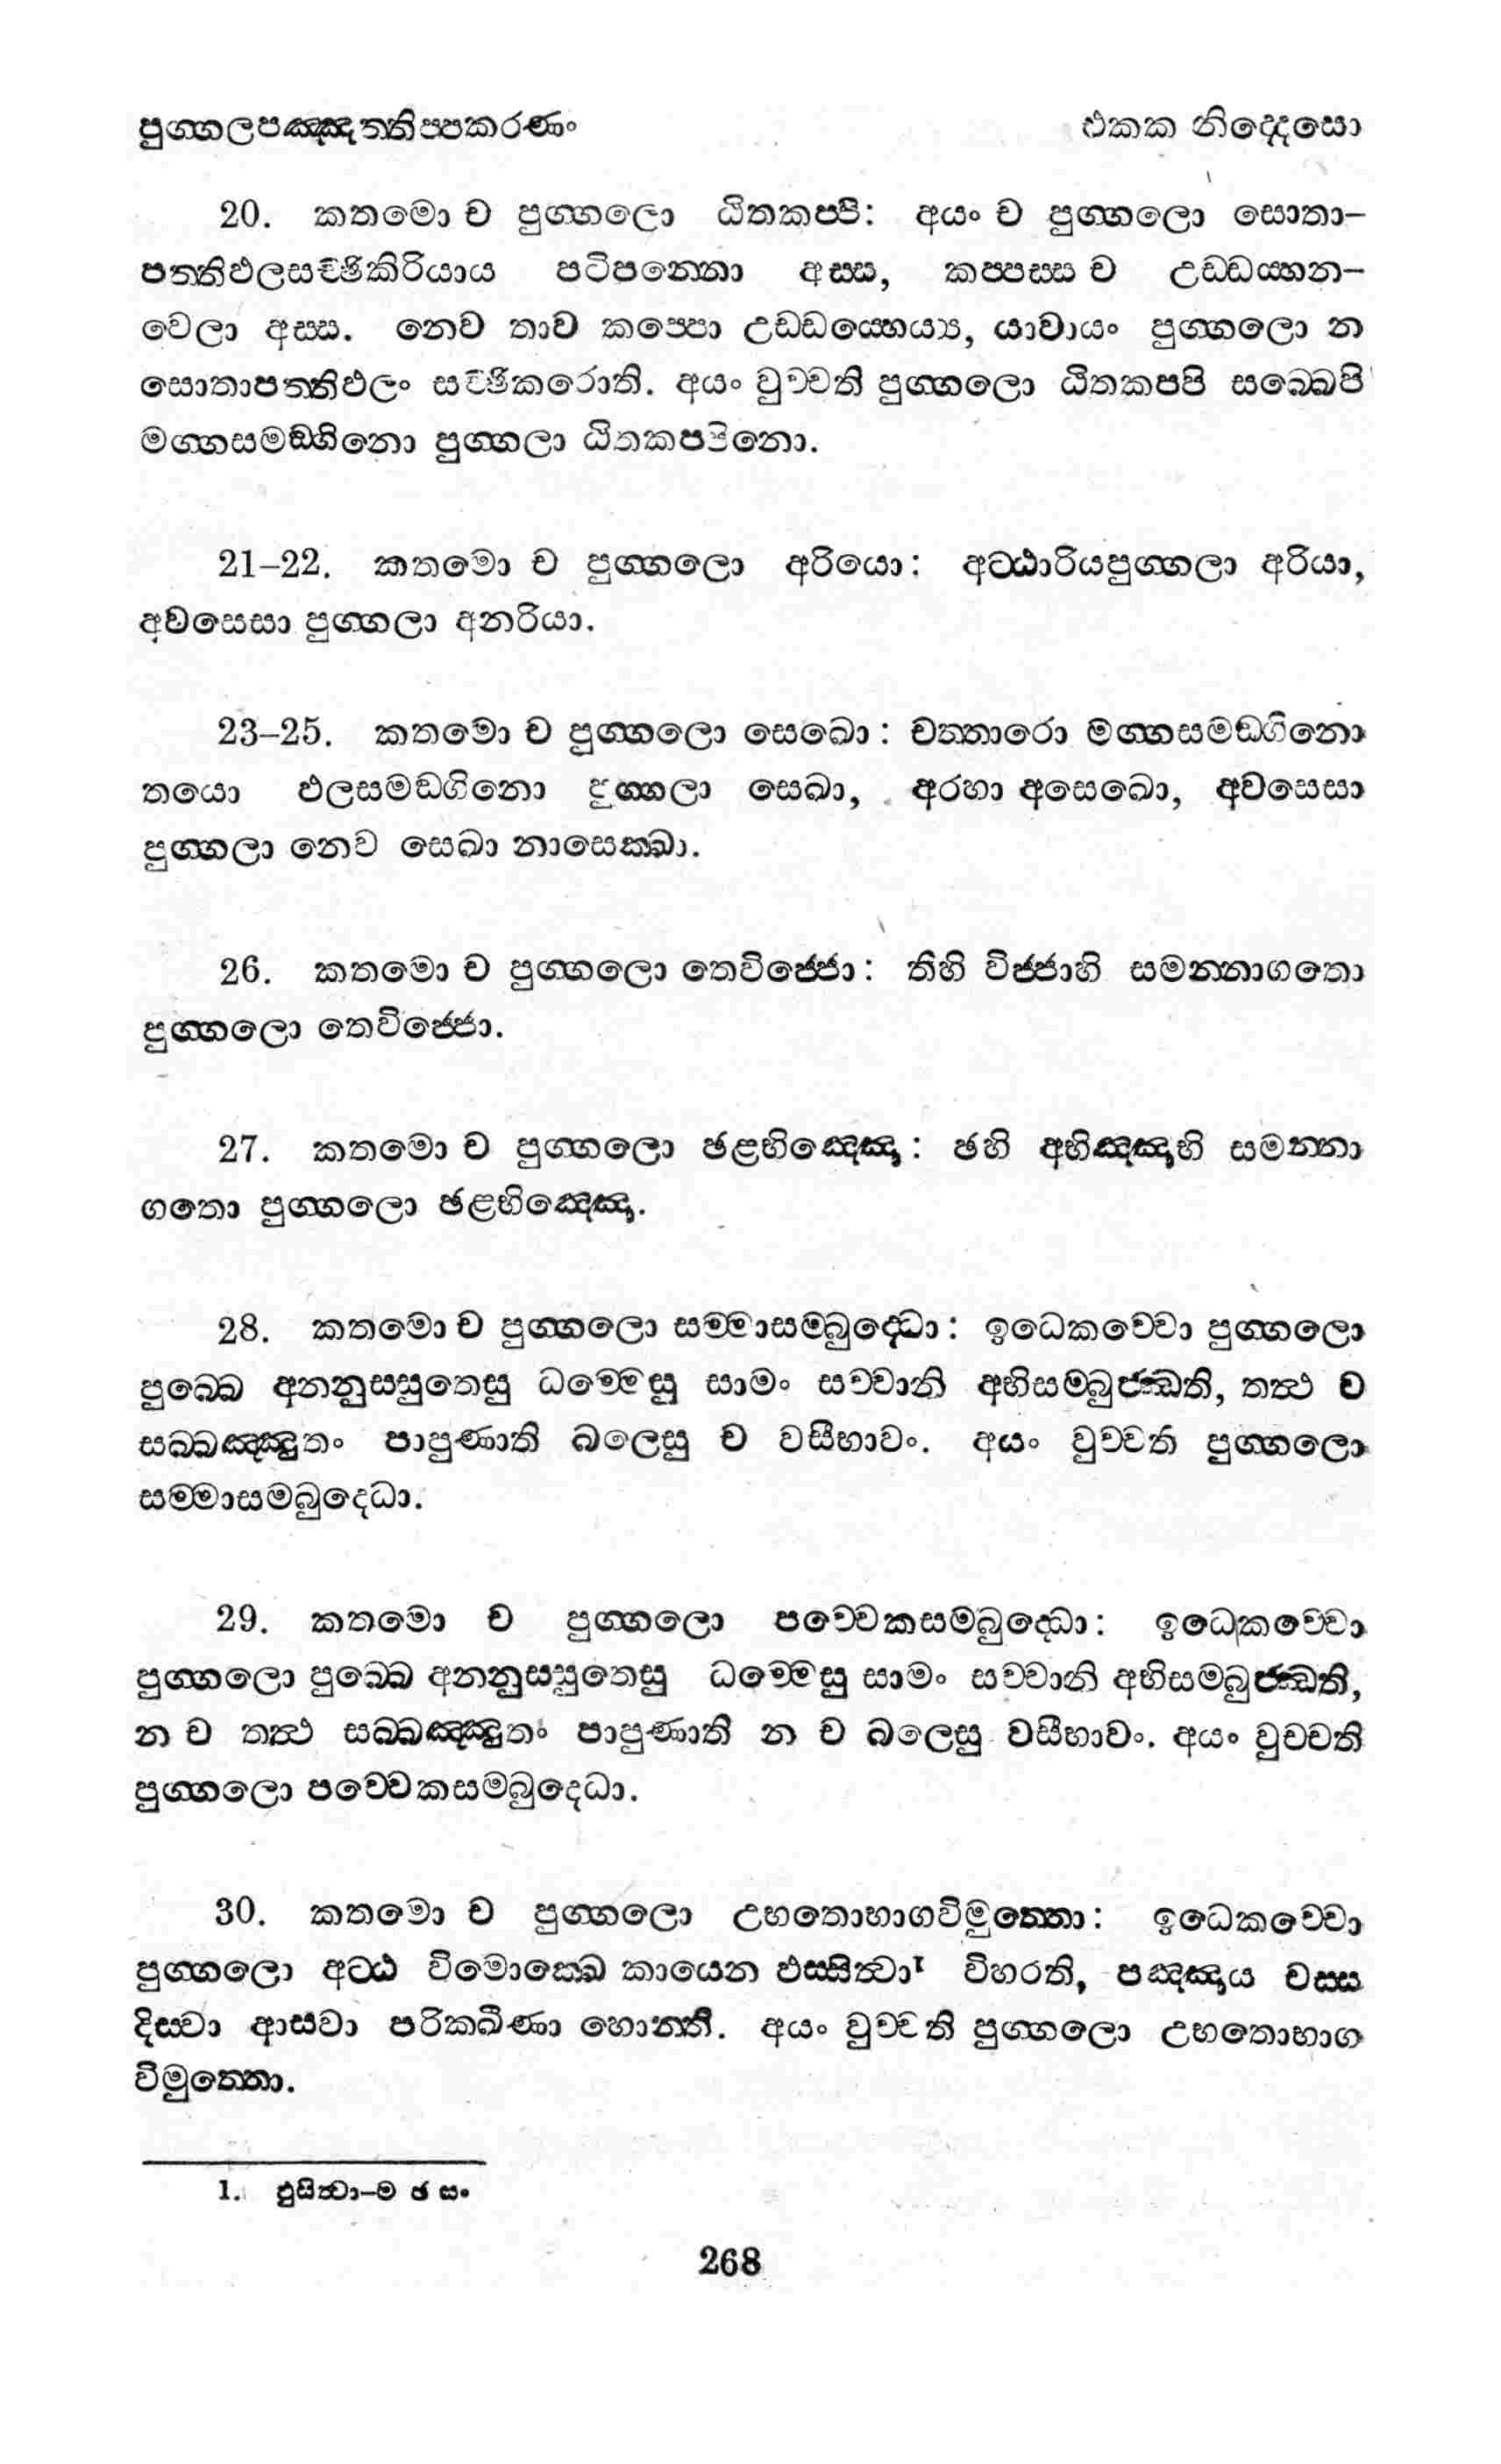 පුග්ගලපඤ්ඤත්තිප්පකරණං එකක නිද්දෙසො
20. කතමො ච පුග්ගලො ඨිතකප්පි: අයං ච පුග්ගලො සොතා–
පත්තිඵලසච්ඡිකිරියාය පටිපන්නො අස්ස, කප්පස්ස ච උඩ්ඩය්හන–
වෙලා අස්ස. නෙව තාව කප්පො උඩ්ඩය්හෙය්‍ය, යාවායං පුග්ගලො න
සොතාපත්තිඵලං සච්ඡිකරොති. අයං වුච්චති පුග්ගලො ඨිතකප්පි සබ්බෙපි
මග්ගසමඞ්ගිනො පුග්ගලා ඨිතකප්පිනො.
21–22. කතමො ච පුග්ගලො අරියො: අට්ඨාරියපුග්ගලා අරියා,
අවසෙසා පුග්ගලා අනරියා.
23–25. කතමො ච පුග්ගලො සෙඛො: චත්තාරො මග්ගසමඞ්ගිනො
තයො ඵලසමඞ්ගිනො පුග්ගලා සෙඛා, අරහා අසෙඛො, අවසෙසා
පුග්ගලා නෙව සෙඛා නාසෙක්ඛා.
26. කතමො ච පුග්ගලො තෙවිජ්ජො: තිහි විජ්ජාහි සමන්නාගතො
පුග්ගලො තෙවිජ්ජො.
27. කතමො ච පුග්ගලො ඡළභිඤ්ඤො: ඡහි අභිඤ්ඤාභි සමන්නා
ගතො පුග්ගලො ඡළභිඤ්ඤො.
28. කතමො ච පුග්ගලො සම්මාසම්බුද්ධො: ඉධෙකච්චො පුග්ගලො
පුබ්බෙ අනනුස්සුතෙසු ධම්මෙසු සාමං සච්චානි අභිසම්බුජ්ඣති, තත්ථ ච
සබ්බඤ්ඤුතං පාපුණාති බලෙසු ච වසීභාවං. අයං වුච්චති පුග්ගලො
සම්මාසම්බුද්ධො.
29. කතමො ච පුග්ගලො පච්චෙකසම්බුද්ධො: ඉධෙකච්චො
පුග්ගලො පුබ්බෙ අනනුස්සුතෙසු ධම්මෙසු සාමං සච්චානි අභිසම්බුජ්ඣති,
න ච තත්ථ සබ්බඤ්ඤුතං පාපුණාති න ච බලෙසු වසීභාවං. අයං වුච්චති
පුග්ගලො පච්චෙකසම්බුද්ධො.
30. කතමො ච පුග්ගලො උභතොභාගවිමුත්තො: ඉධෙකච්චො
පුග්ගලො අට්ඨ විමොක්ඛෙ කායෙන ඵස්සිත්වා¹ විහරති, පඤ්ඤාය චස්ස
දිස්වා ආසවා පරික්ඛීණා හොන්ති. අයං වුච්චති පුග්ගලො උභතොභාග
විමුත්තො.
1. ඵුසිත්වා–ම ඡ සං
268